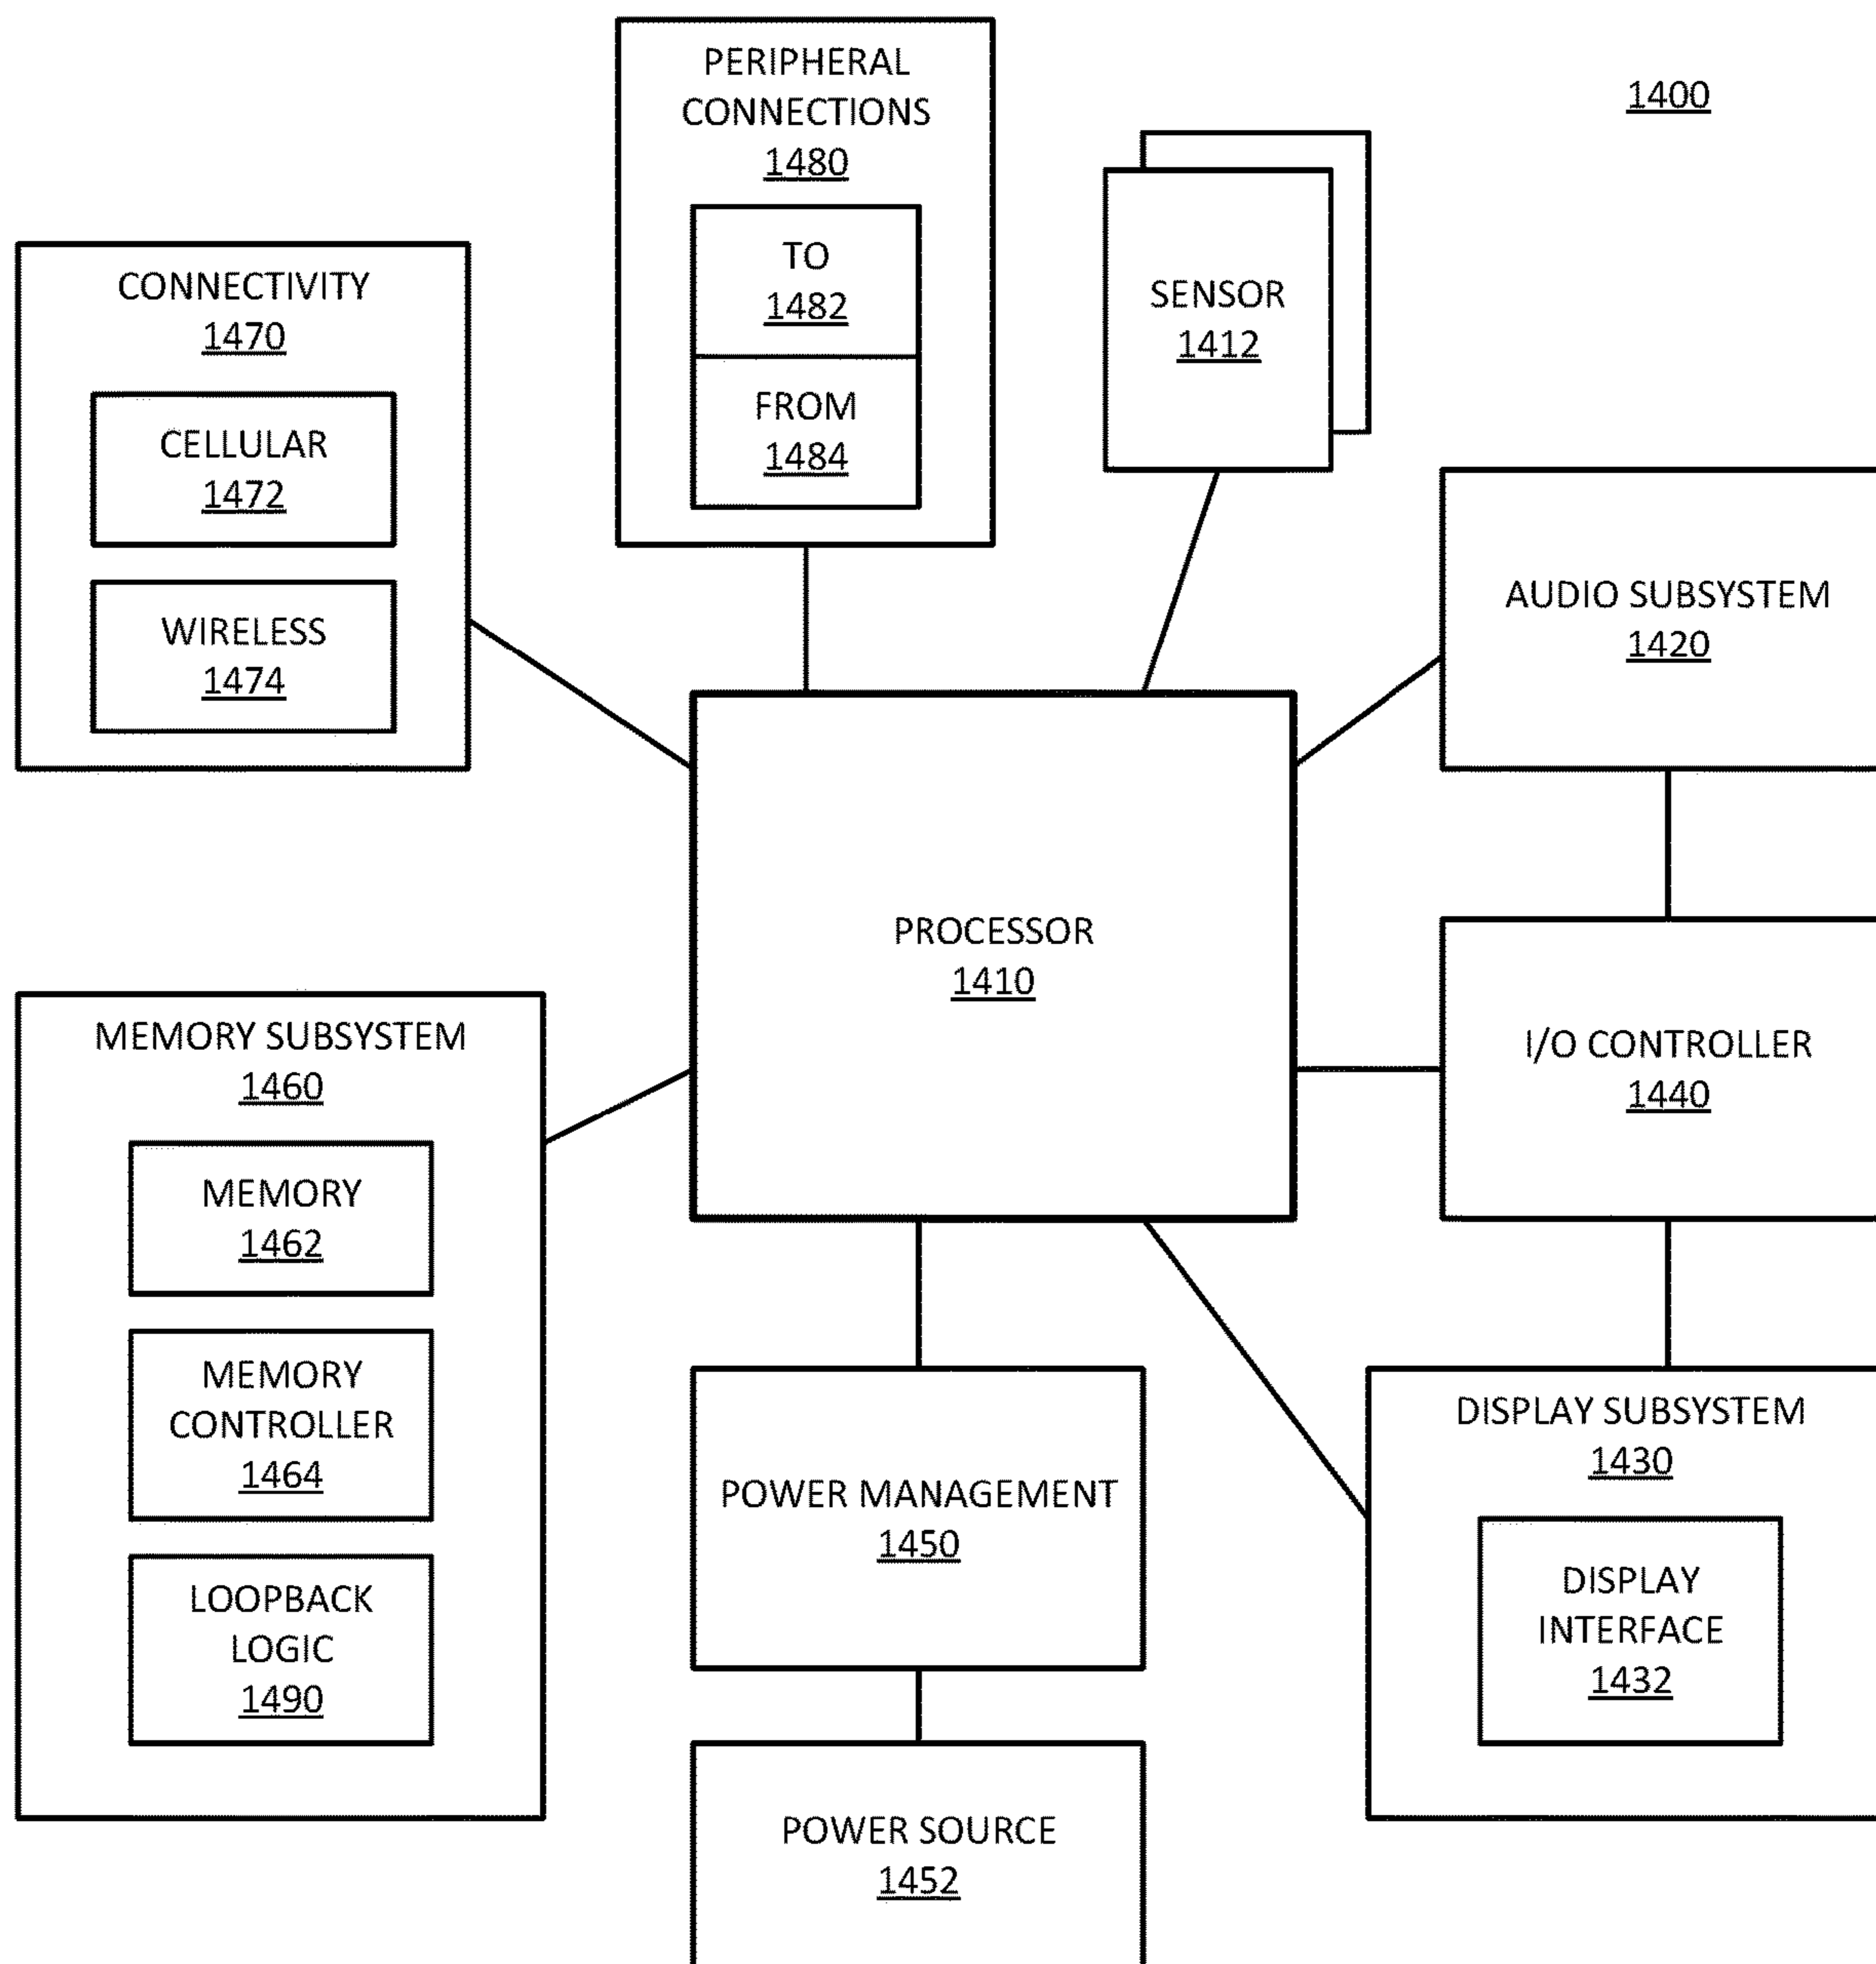 PERIPHERAL
CONNECTIONS
1480
TO
1482
FROM
1484
1400
SENSOR
1412
CONNECTIVITY
1470
CELLULAR
1472
WIRELESS
1474
AUDIO SUBSYSTEM
1420
PROCESSOR
1410
I/O CONTROLLER
1440
MEMORY SUBSYSTEM
1460
MEMORY
1462
MEMORY
CONTROLLER
1464
LOOPBACK
LOGIC
1490
POWER MANAGEMENT
1450
POWER SOURCE
1452
DISPLAY SUBSYSTEM
1430
DISPLAY
INTERFACE
1432